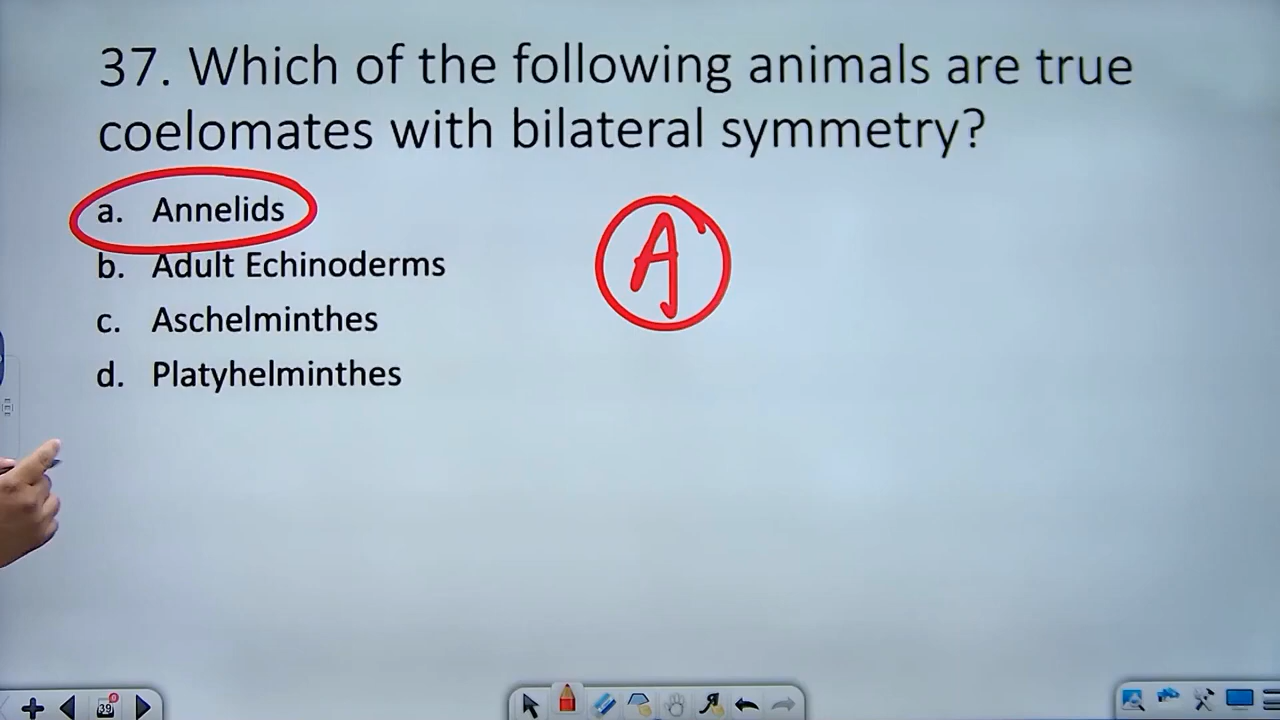 37. Which of the following animals are true
coelomates with bilateral symmetry?
a. Annelids
A
b. Adult Echinoderms
c. Aschelminthes
d. Platyhelminthes
39